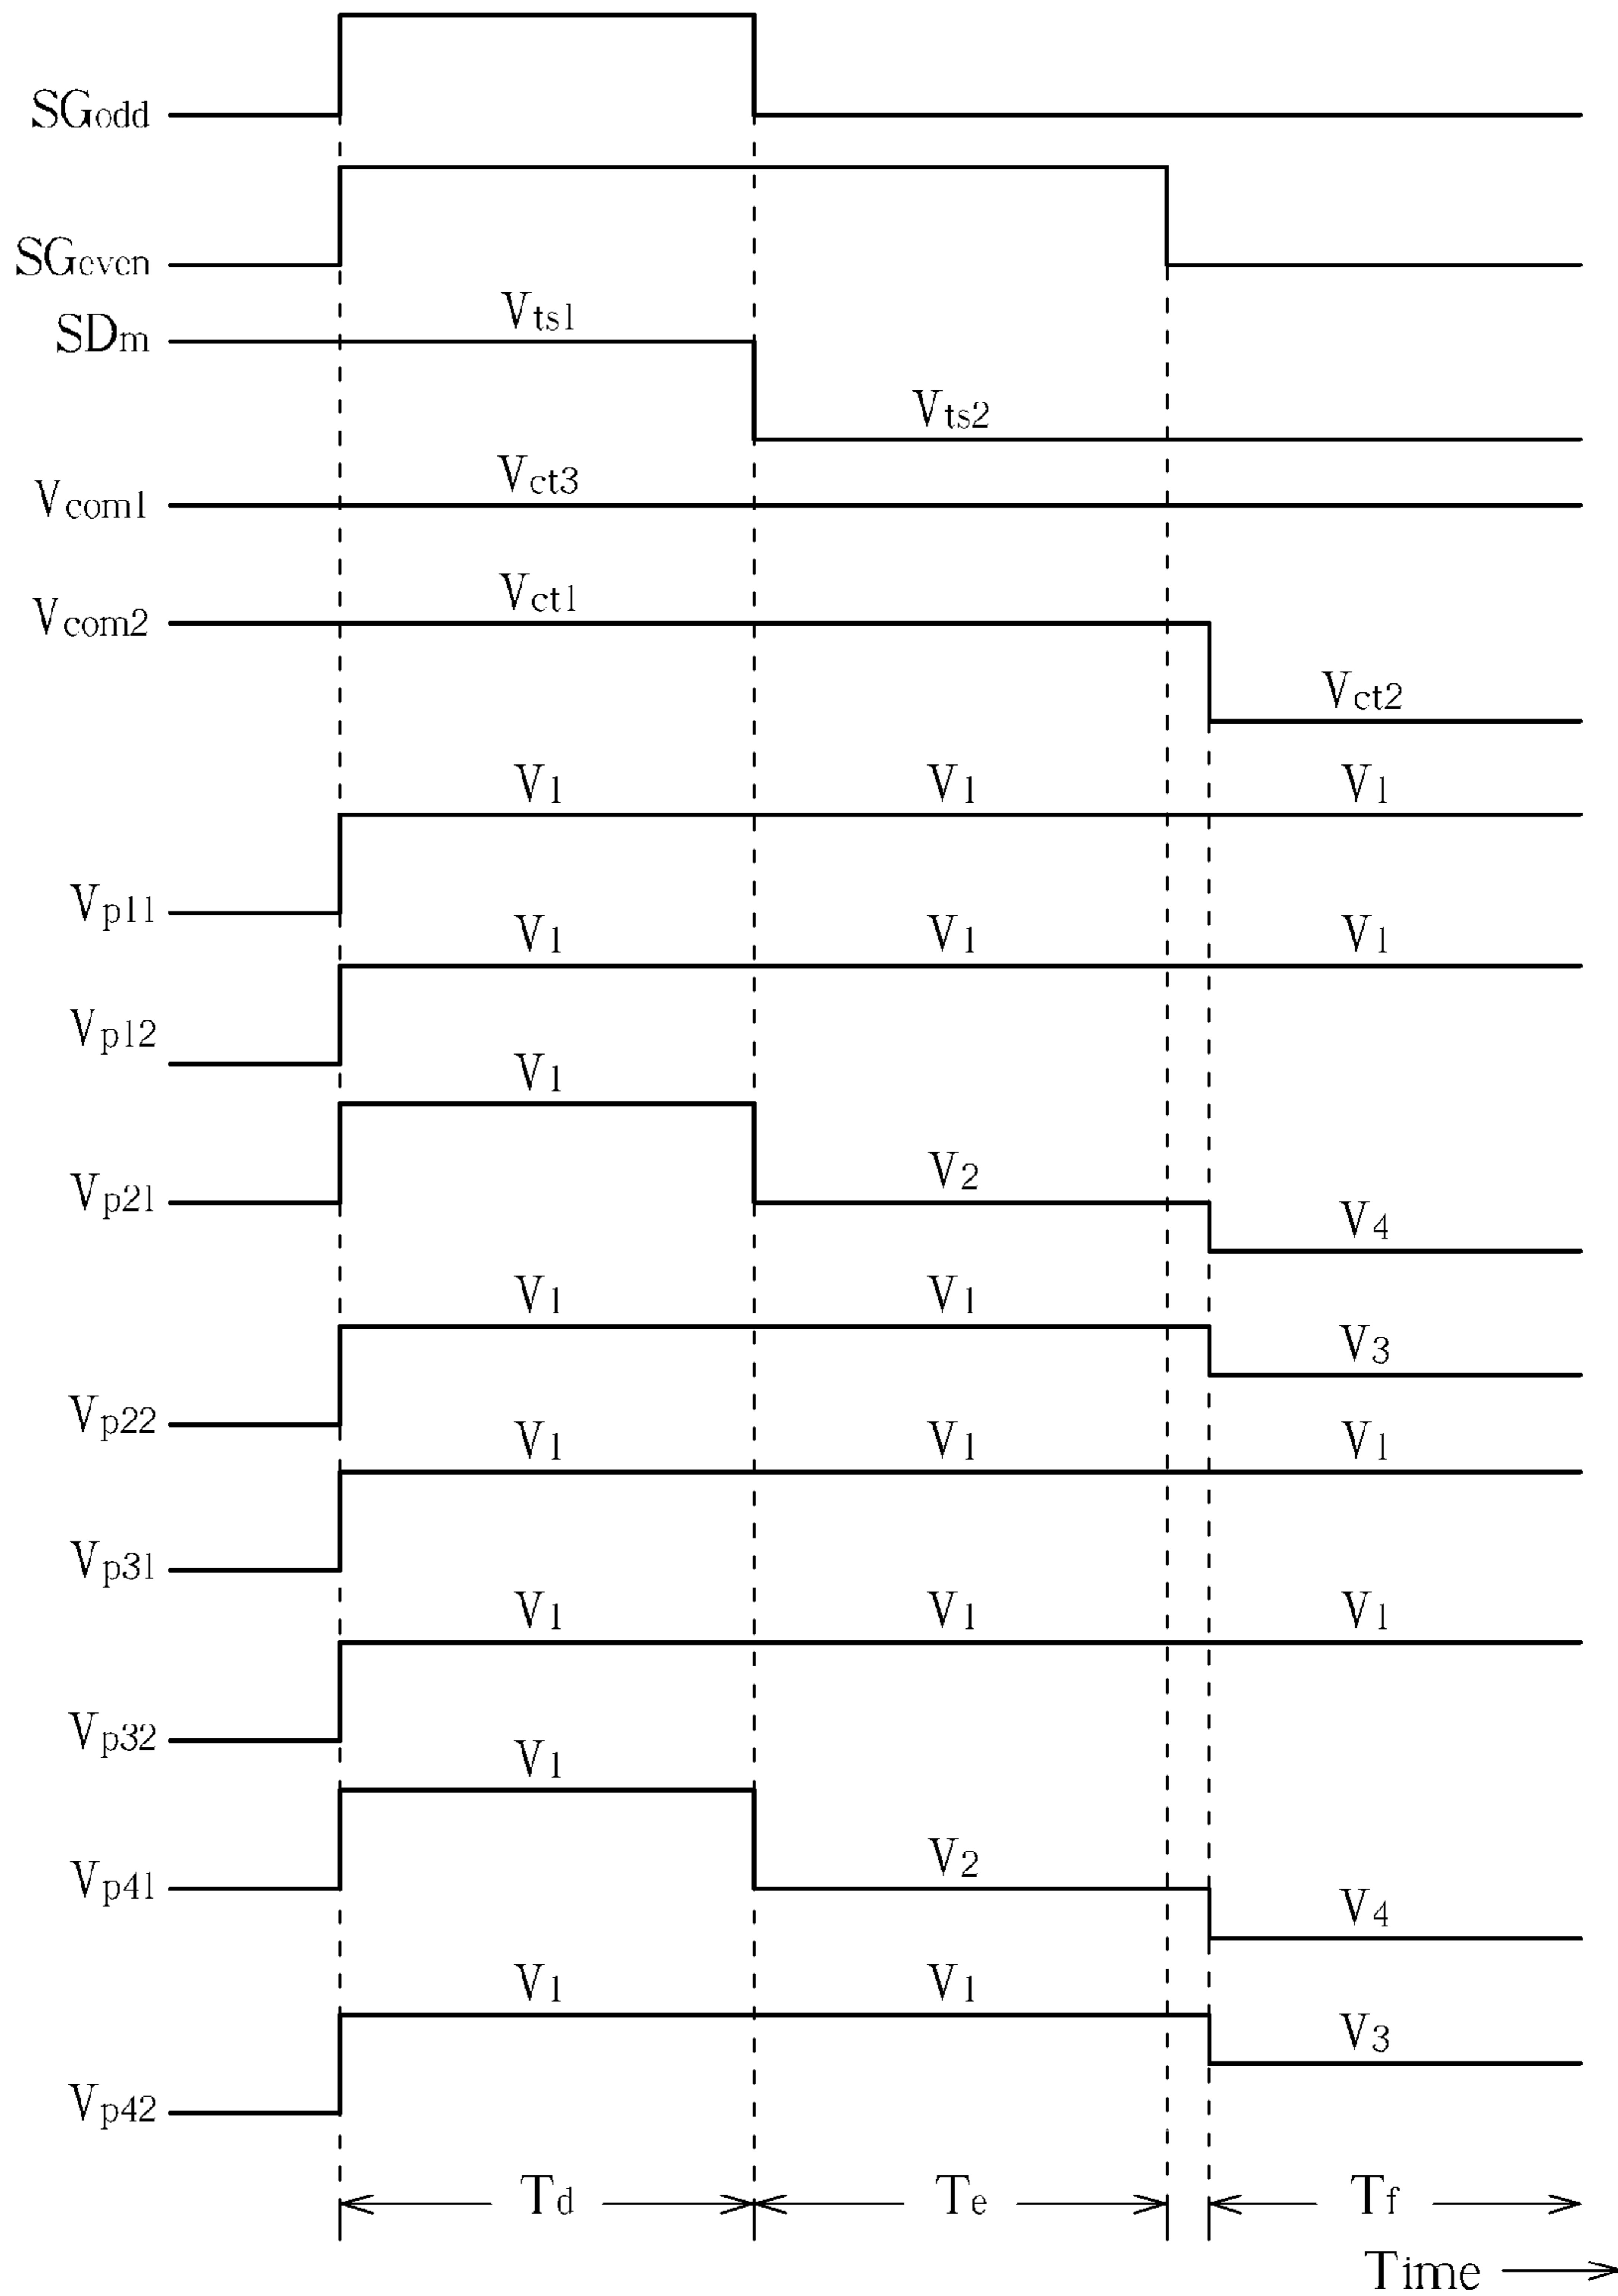 SGodd
SGeven
Vts1
SDm
Vts2
Vct3
Vcom1
Vct1
Vcom2
Vct2
V1 V1 V1
Vp11
V1 V1 V1
Vp12
V1
V2
Vp21
V4
V1 V1
V3
Vp22
V1 V1 V1
Vp31
V1 V1 V1
Vp32
V1
V2
Vp41
V4
V1 V1
V3
Vp42
Td Te Tf
Time